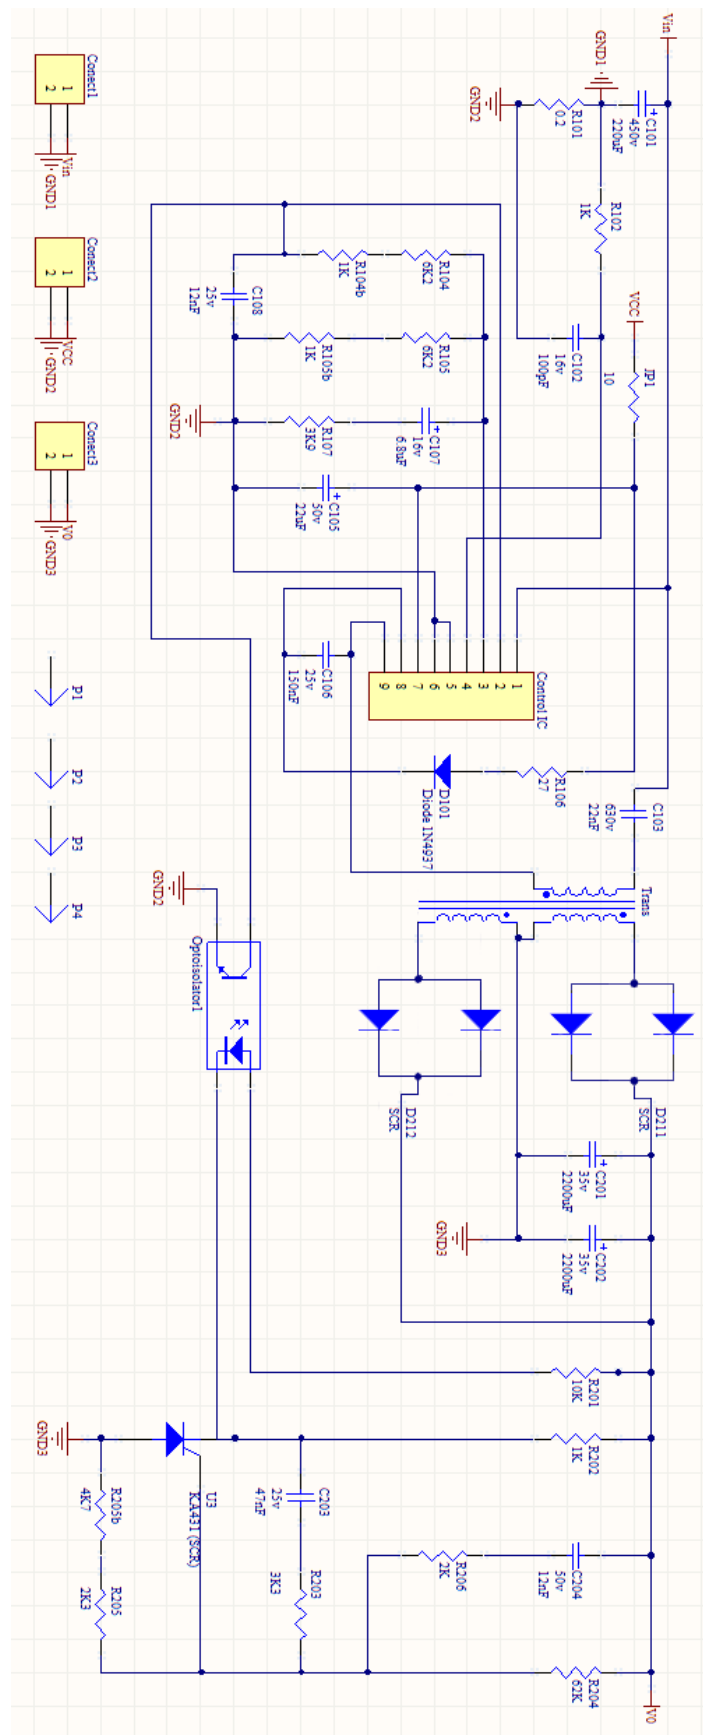 Vin
GND1
C101
450v
220uF
R101
0.2
GND2
R102
1K
C102
16v
100pF
VCC
JP1
10
R104
6K2
R104b
1K
C108
25v
12nF
R105
6K2
R105b
1K
C107
16v
6.8uF
R107
3K9
GND2
C105
50v
22uF
Control IC
1
2
3
4
5
6
7
8
9
C106
25v
150nF
R106
27
D101
Diode 1N4937
C103
630v
22nF
Trans
GND2
Optoisolator1
D211
SCR
D212
SCR
C201
35v
2200uF
C202
35v
2200uF
GND3
R201
10K
R202
1K
C203
25v
47nF
R203
3K3
C204
50v
12nF
R206
2K
R204
62K
V0
U3
KA431 (SCR)
GND3
R205b
4K7
R205
2K3
Conect1
1
2
Vin
GND1
Conect2
1
2
VCC
GND2
Conect3
1
2
V0
GND3
P1
P2
P3
P4